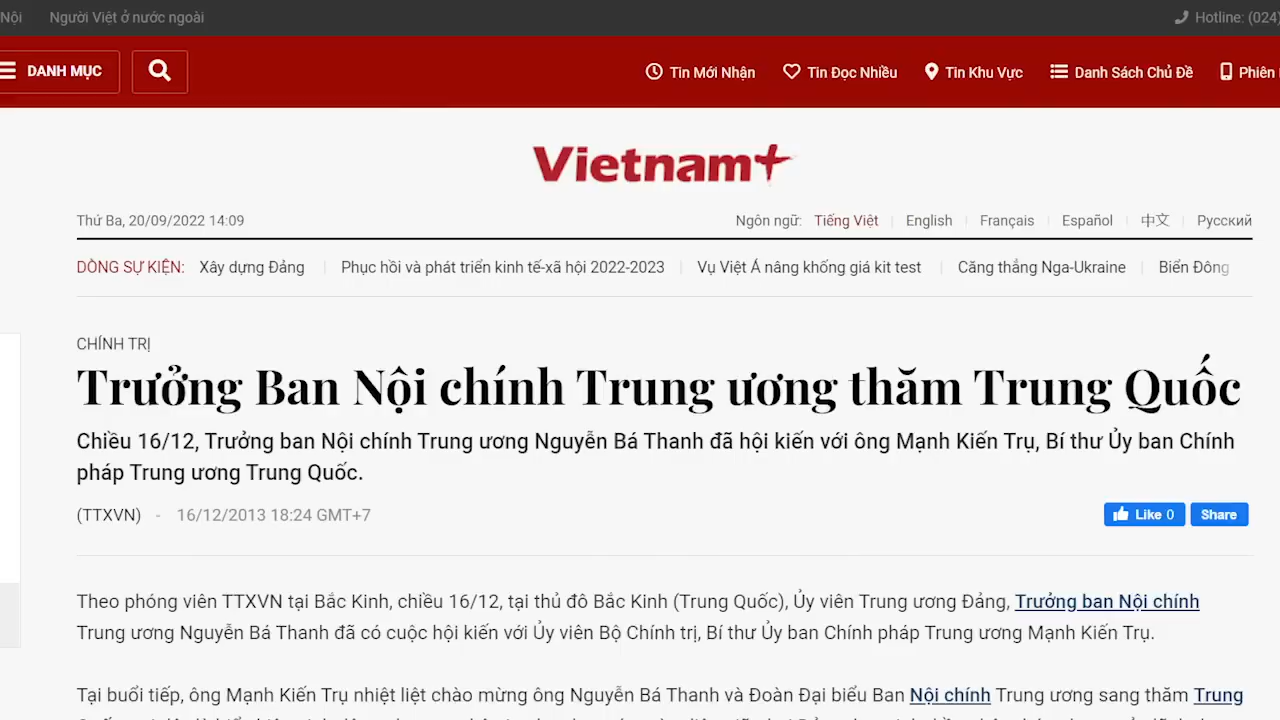 Nội Người Việt ở nước ngoài Hotline: (024)
DANH MỤC Tin Mới Nhận Tin Đọc Nhiều Tin Khu Vực Danh Sách Chủ Đề Phiên
Vietnam+
Thứ Ba, 20/09/2022 14:09 Ngôn ngữ: Tiếng Việt English Français Español 中文 Русский
DÒNG SỰ KIỆN: Xây dựng Đảng Phục hồi và phát triển kinh tế-xã hội 2022-2023 Vụ Việt Á nâng khống giá kit test Căng thẳng Nga-Ukraine Biển Đông
CHÍNH TRỊ
Trưởng Ban Nội chính Trung ương thăm Trung Quốc
Chiều 16/12, Trưởng ban Nội chính Trung ương Nguyễn Bá Thanh đã hội kiến với ông Mạnh Kiến Trụ, Bí thư Ủy ban Chính
pháp Trung ương Trung Quốc.
(TTXVN) - 16/12/2013 18:24 GMT+7 Like 0 Share
Theo phóng viên TTXVN tại Bắc Kinh, chiều 16/12, tại thủ đô Bắc Kinh (Trung Quốc), Ủy viên Trung ương Đảng, Trưởng ban Nội chính
Trung ương Nguyễn Bá Thanh đã có cuộc hội kiến với Ủy viên Bộ Chính trị, Bí thư Ủy ban Chính pháp Trung ương Mạnh Kiến Trụ.
Tại buổi tiếp, ông Mạnh Kiến Trụ nhiệt liệt chào mừng ông Nguyễn Bá Thanh và Đoàn Đại biểu Ban Nội chính Trung ương sang thăm Trung